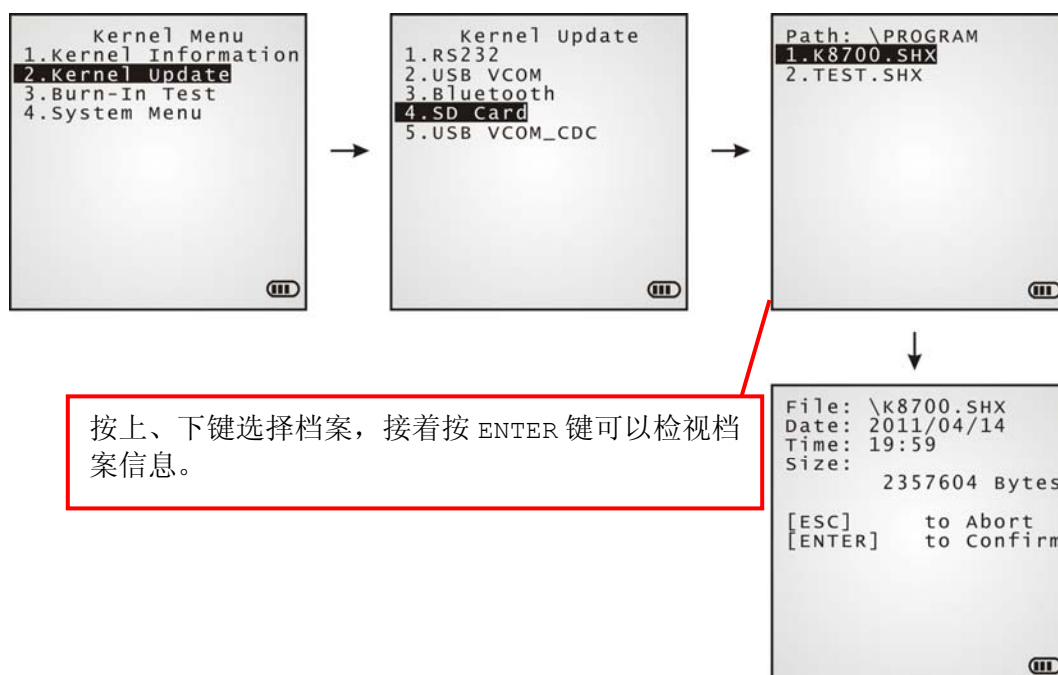 Kernel Menu
1.Kernel Information
2.Kernel Update
3.Burn-In Test
4.System Menu
Kernel Update
1.RS232
2.USB VCOM
3.Bluetooth
4.SD Card
5.USB VCOM_CDC
Path: \PROGRAM
1.K8700.SHX
2.TEST.SHX
按上、下键选择档案，接着按 ENTER 键可以检视档
案信息。
File: \K8700.SHX
Date: 2011/04/14
Time: 19:59
Size:
2357604 Bytes
[ESC] to Abort
[ENTER] to Confirm